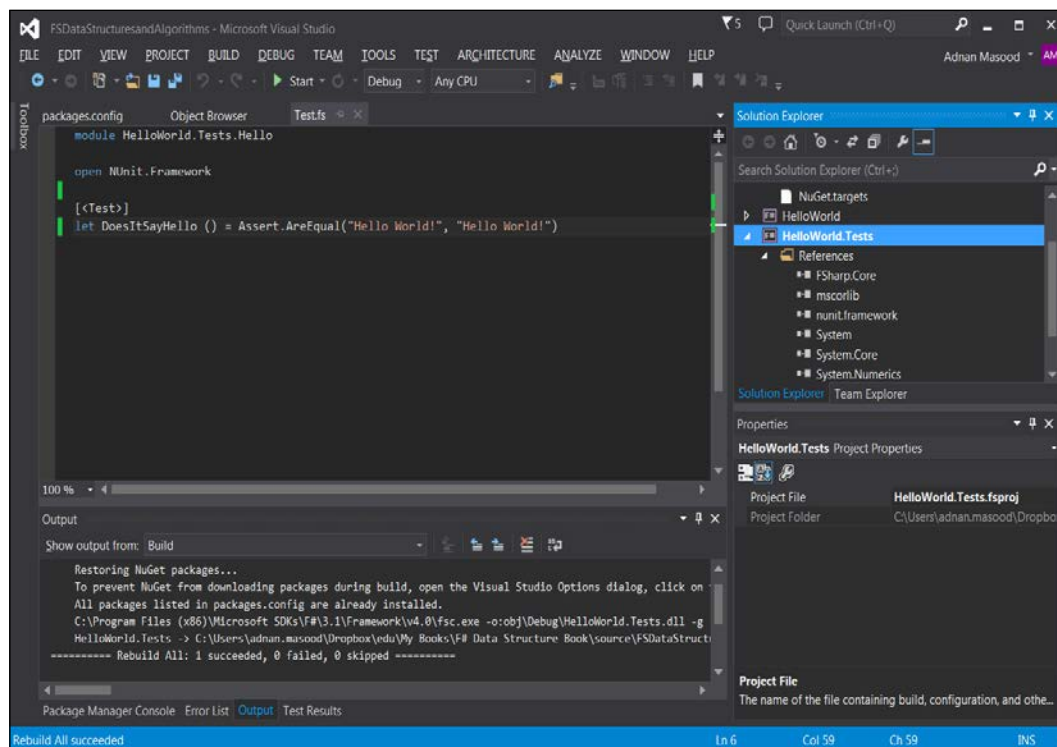 FSDataStructuresandAlgorithms - Microsoft Visual Studio
5
Quick Launch (Ctrl+Q)
FILE EDIT VIEW PROJECT BUILD DEBUG TEAM TOOLS TEST ARCHITECTURE ANALYZE WINDOW HELP
Adnan Masood
AM
Start
Debug
Any CPU
Toolbox
packages.config
Object Browser
Test.fs
module HelloWorld.Tests.Hello
open NUnit.Framework
[<Test>]
let DoesItSayHello () = Assert.AreEqual("Hello World!", "Hello World!")
100 %
Output
Show output from: Build
Restoring NuGet packages...
To prevent NuGet from downloading packages during build, open the Visual Studio Options dialog, click on
All packages listed in packages.config are already installed.
C:\Program Files (x86)\Microsoft SDKs\F#\3.1\Framework\v4.0\fsc.exe -o:obj\Debug\HelloWorld.Tests.dll -g
HelloWorld.Tests -> C:\Users\adnan.masood\Dropbox\edu\My Books\F# Data Structure Book\source\FSDataStruct
========== Rebuild All: 1 succeeded, 0 failed, 0 skipped ==========
Package Manager Console Error List Output Test Results
Solution Explorer
Search Solution Explorer (Ctrl+;)
NuGet.targets
HelloWorld
HelloWorld.Tests
References
FSharp.Core
mscorlib
nunit.framework
System
System.Core
System.Numerics
Solution Explorer Team Explorer
Properties
HelloWorld.Tests Project Properties
Project File HelloWorld.Tests.fsproj
Project Folder C:\Users\adnan.masood\Dropbo
Project File
The name of the file containing build, configuration, and othe...
Rebuild All succeeded
Ln 6 Col 59 Ch 59 INS